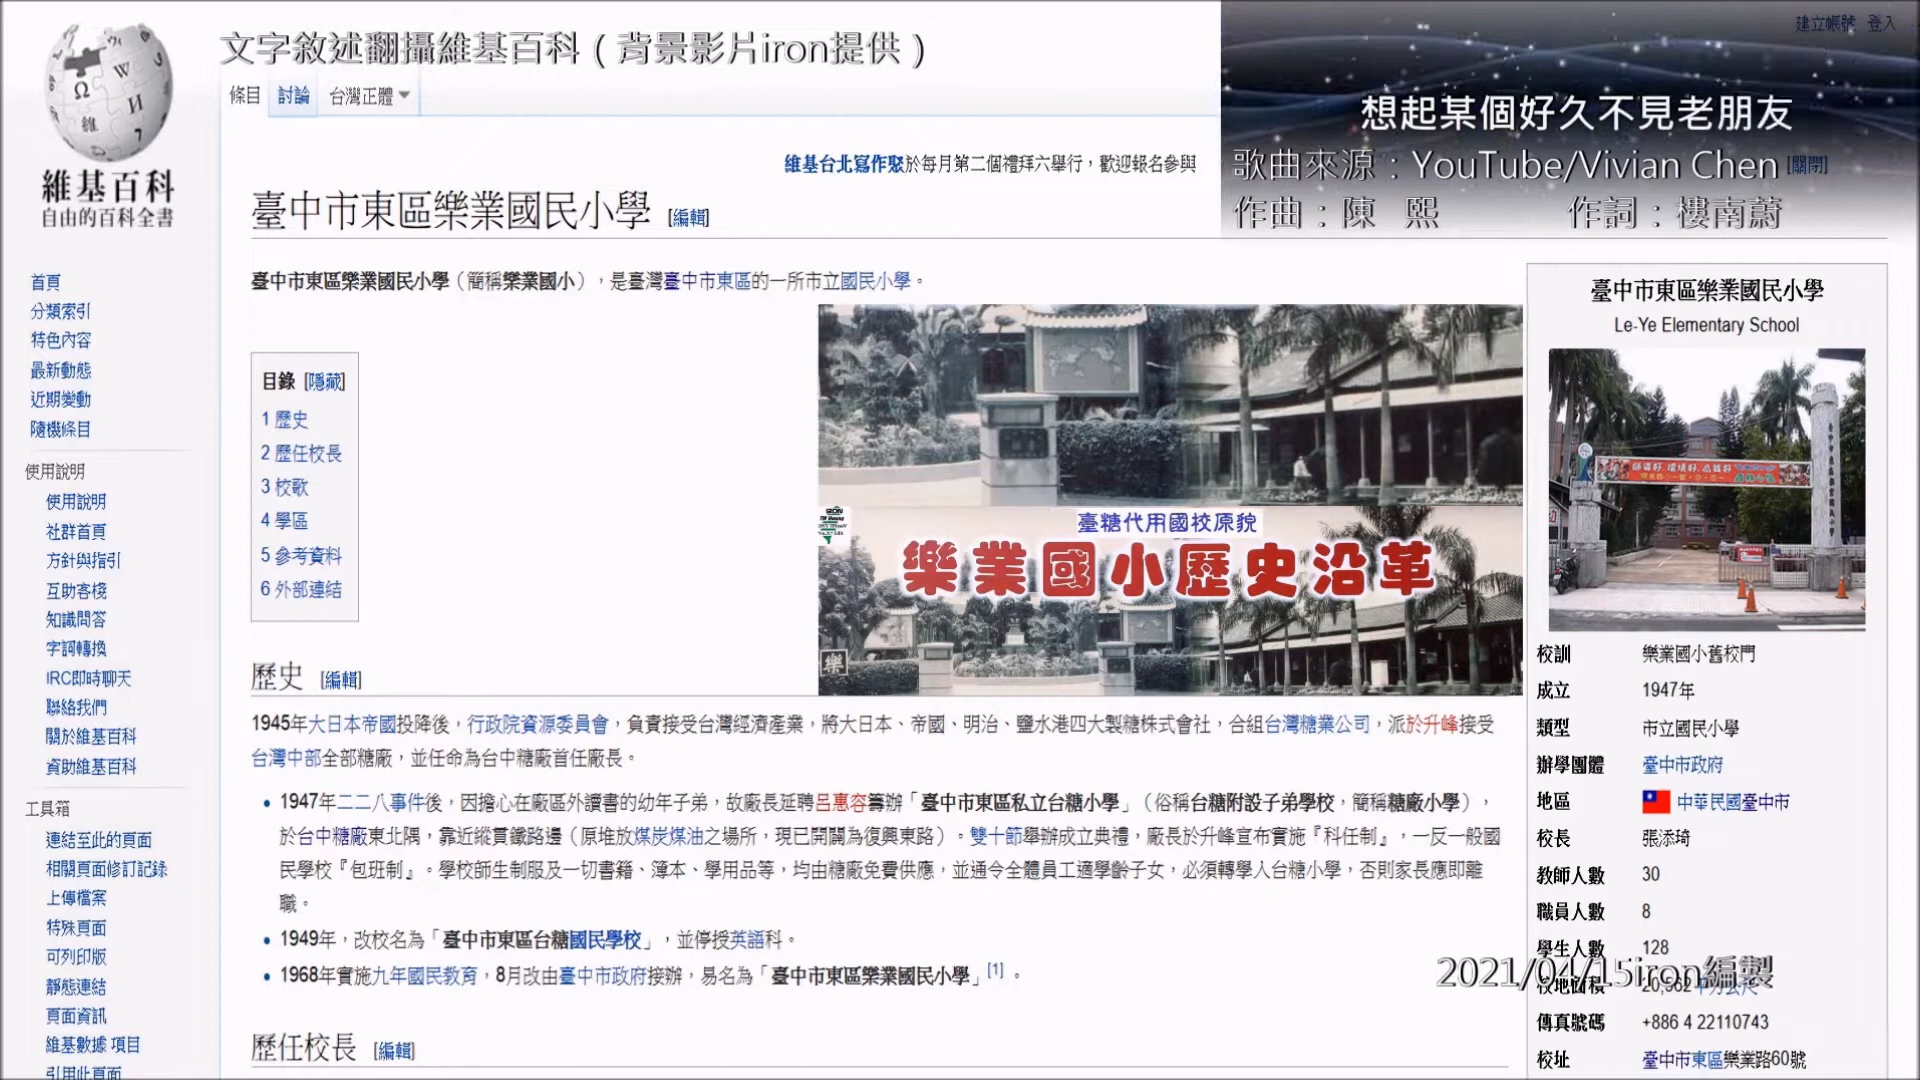 建立帳號 登入
文字敘述翻攝維基百科（背景影片iron提供）
條目 討論 台灣正體
想起某個好久不見老朋友
歌曲來源：YouTube/Vivian Chen [關閉]
作曲：陳 熙 作詞：樓南蔚
維基百科
自由的百科全書
維基台北寫作聚於每月第二個禮拜六舉行，歡迎報名參與
臺中市東區樂業國民小學 [編輯]
臺中市東區樂業國民小學（簡稱樂業國小），是臺灣臺中市東區的一所市立國民小學。
首頁
分類索引
特色內容
最新動態
近期變動
隨機條目
使用說明
使用說明
社群首頁
方針與指引
互助客棧
知識問答
字詞轉換
IRC即時聊天
聯絡我們
關於維基百科
資助維基百科
工具箱
連結至此的頁面
相關頁面修訂記錄
上傳檔案
特殊頁面
可列印版
靜態連結
頁面資訊
維基數據 項目
引用此頁面
目錄 [隱藏]
1 歷史
2 歷任校長
3 校歌
4 學區
5 參考資料
6 外部連結
臺糖代用國校原貌
樂業國小歷史沿革
樂
歷史 [編輯]
1945年大日本帝國投降後，行政院資源委員會，負責接受台灣經濟產業，將大日本、帝國、明治、鹽水港四大製糖株式會社，合組台灣糖業公司，派於升峰接受
台灣中部全部糖廠，並任命為台中糖廠首任廠長。
1947年二二八事件後，因擔心在廠區外讀書的幼年子弟，故廠長延聘呂惠容籌辦「臺中市東區私立台糖小學」（俗稱台糖附設子弟學校，簡稱糖廠小學），
於台中糖廠東北隅，靠近縱貫鐵路邊（原堆放煤炭煤油之場所，現已開闢為復興東路）。雙十節舉辦成立典禮，廠長於升峰宣布實施『科任制』，一反一般國
民學校『包班制』。學校師生制服及一切書籍、簿本、學用品等，均由糖廠免費供應，並通令全體員工適學齡子女，必須轉學入台糖小學，否則家長應即離
職。
1949年，改校名為「臺中市東區台糖國民學校」，並停授英語科。
1968年實施九年國民教育，8月改由臺中市政府接辦，易名為「臺中市東區樂業國民小學」[1]。
歷任校長 [編輯]
臺中市東區樂業國民小學
Le-Ye Elementary School
校訓 樂業國小舊校門
成立 1947年
類型 市立國民小學
辦學團體 臺中市政府
地區 中華民國臺中市
校長 張添琦
教師人數 30
職員人數 8
學生人數 128
2021/04/15iron編製
校地面積
傳真號碼 +886 4 22110743
校址 臺中市東區樂業路60號